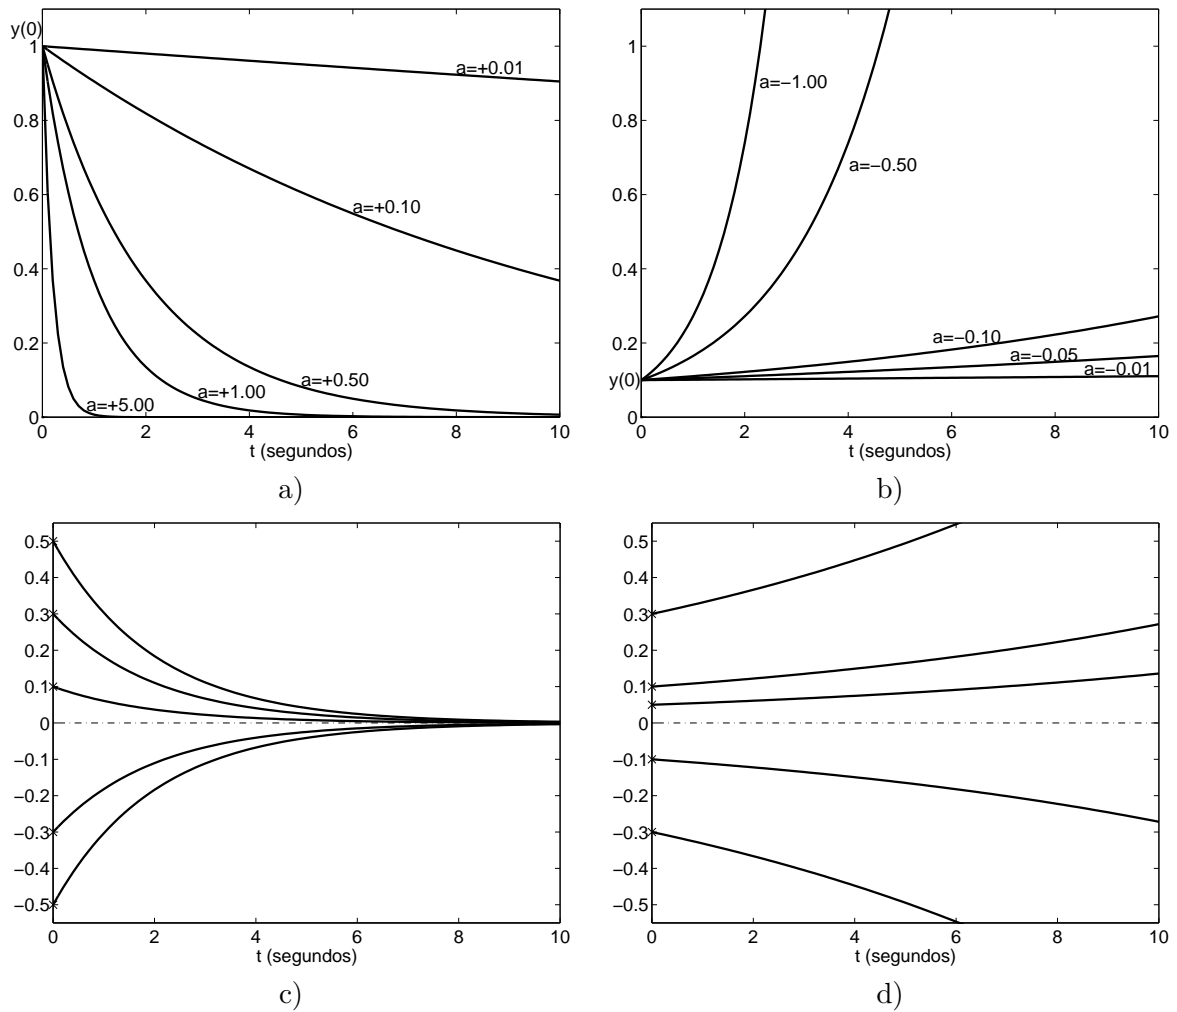 y(0)
1
0.8
0.6
0.4
0.2
0
a=+0.01
a=+0.10
a=+0.50
a=+1.00
a=+5.00
0 2 4 6 8 10
t (segundos)
a)
1
0.8
0.6
0.4
0.2
y(0)
0
a=−1.00
a=−0.50
a=−0.10
a=−0.05
a=−0.01
0 2 4 6 8 10
t (segundos)
b)
0.5
0.4
0.3
0.2
0.1
0
−0.1
−0.2
−0.3
−0.4
−0.5
0 2 4 6 8 10
t (segundos)
c)
0.5
0.4
0.3
0.2
0.1
0
−0.1
−0.2
−0.3
−0.4
−0.5
0 2 4 6 8 10
t (segundos)
d)